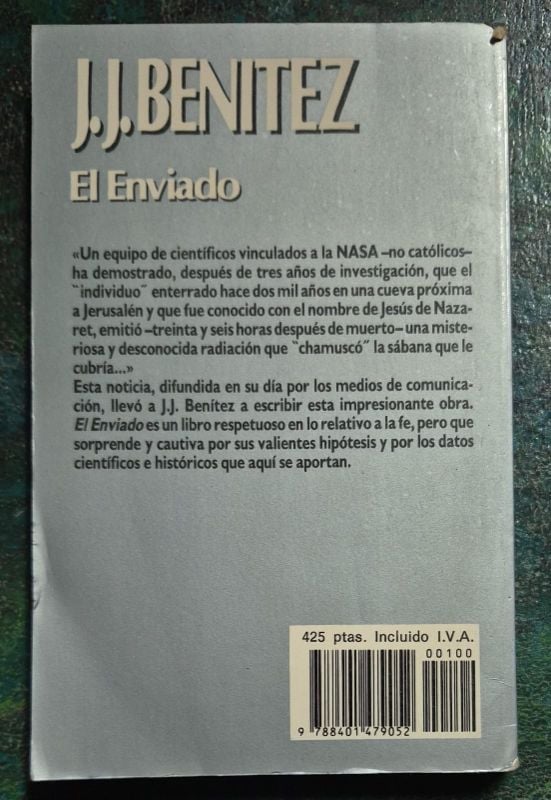 J.J. BENITEZ
El Enviado
«Un equipo de científicos vinculados a la NASA –no católicos–
ha demostrado, después de tres años de investigación, que el
¨individuo¨ enterrado hace dos mil años en una cueva próxima
a Jerusalén y que fue conocido con el nombre de Jesús de Naza-
ret, emitió –treinta y seis horas después de muerto– una miste-
riosa y desconocida radiación que ¨chamuscó¨ la sábana que le
cubría...»
Esta noticia, difundida en su día por los medios de comunica-
ción, llevó a J.J. Benítez a escribir esta impresionante obra.
El Enviado es un libro respetuoso en lo relativo a la fe, pero que
sorprende y cautiva por sus valientes hipótesis y por los datos
científicos e históricos que aquí se aportan.
425 ptas. Incluido I.V.A.
00100
9 788401 479052